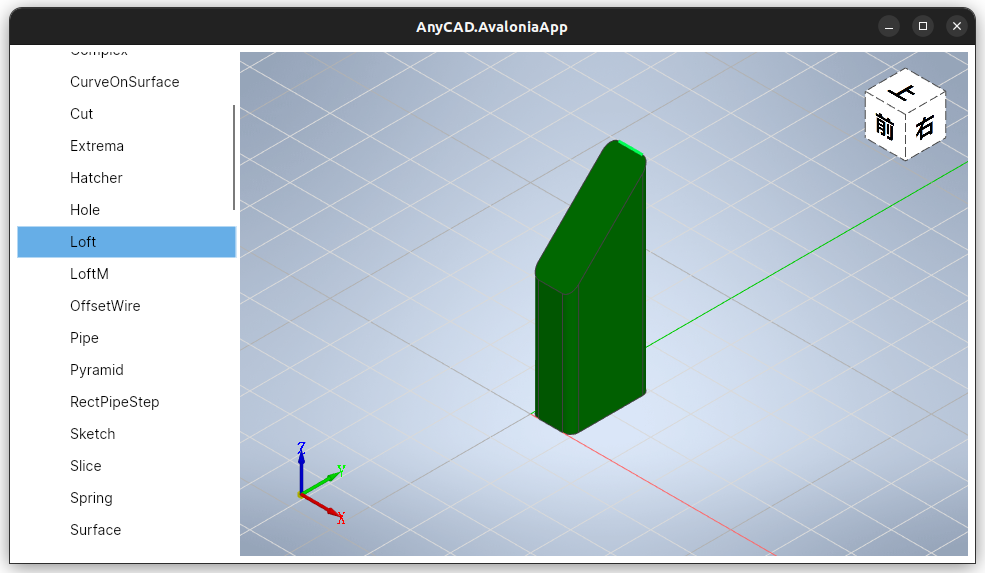 AnyCAD.AvaloniaApp
Complex
CurveOnSurface
Cut
Extrema
Hatcher
Hole
Loft
LoftM
OffsetWire
Pipe
Pyramid
RectPipeStep
Sketch
Slice
Spring
Surface
上
前 右
Z
Y
X